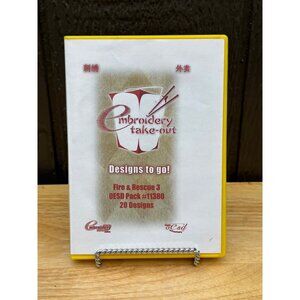 刺绣 外卖
embroidery
take-out
Designs to go!
Fire & Rescue 3
OESD Pack #11380
20 Designs